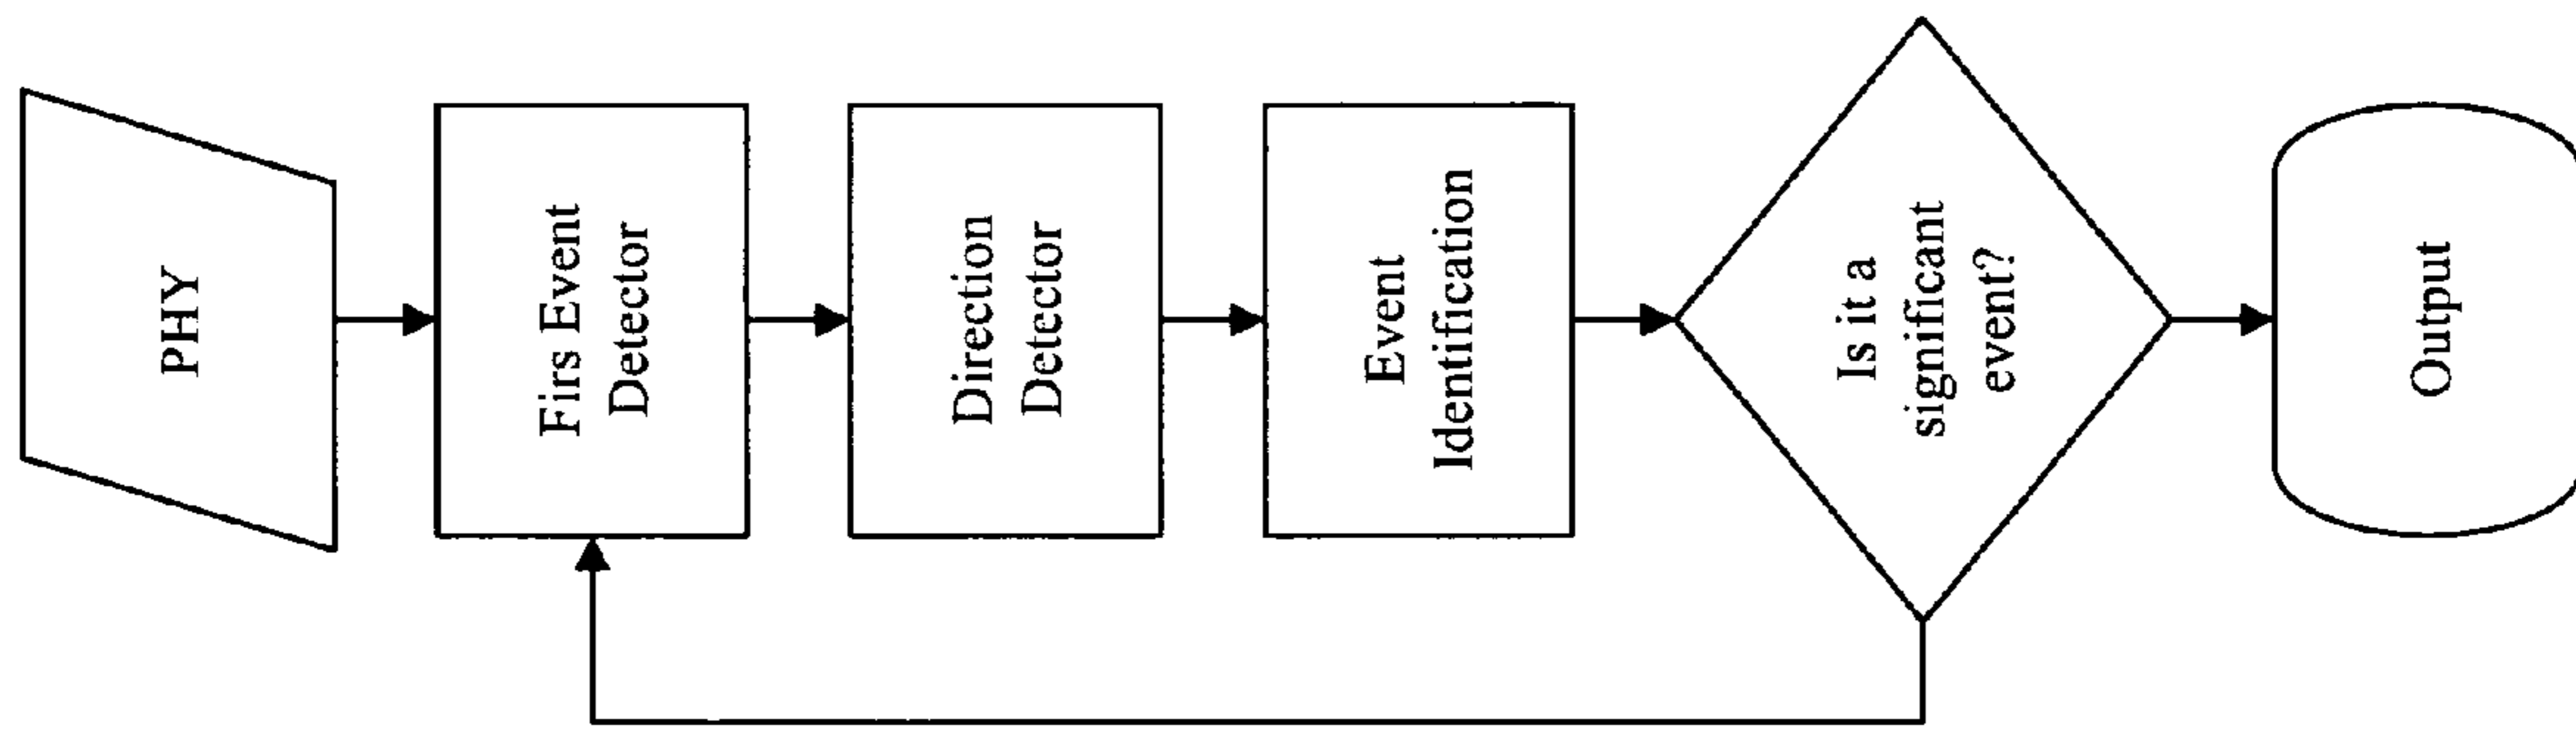 PHY
Firs Event
Detector
Direction
Detector
Event
Identification
Is it a
significant
event?
Output